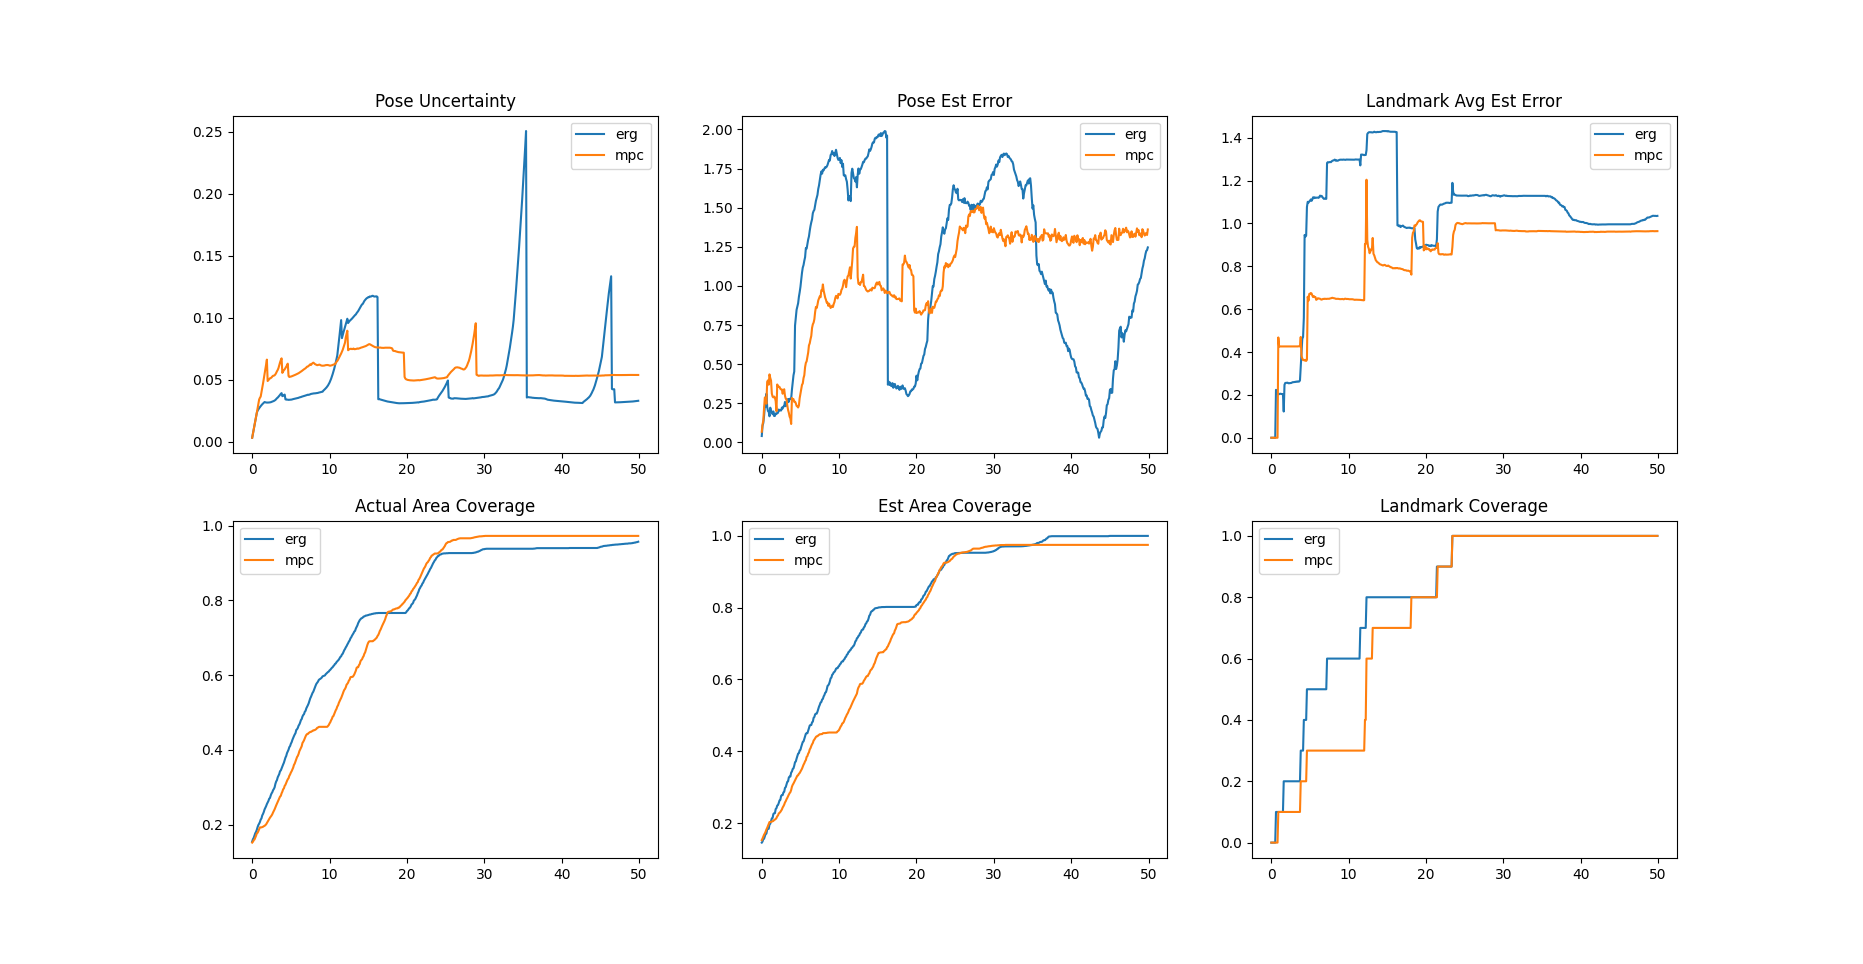 Pose Uncertainty
0.25
0.20
0.15
0.10
0.05
0.00
erg
mpc
0 10 20 30 40 50
Pose Est Error
2.00
1.75
1.50
1.25
1.00
0.75
0.50
0.25
0.00
erg
mpc
0 10 20 30 40 50
Landmark Avg Est Error
1.4
1.2
1.0
0.8
0.6
0.4
0.2
0.0
erg
mpc
0 10 20 30 40 50
Actual Area Coverage
1.0
0.8
0.6
0.4
0.2
erg
mpc
0 10 20 30 40 50
Est Area Coverage
1.0
0.8
0.6
0.4
0.2
erg
mpc
0 10 20 30 40 50
Landmark Coverage
1.0
0.8
0.6
0.4
0.2
0.0
erg
mpc
0 10 20 30 40 50